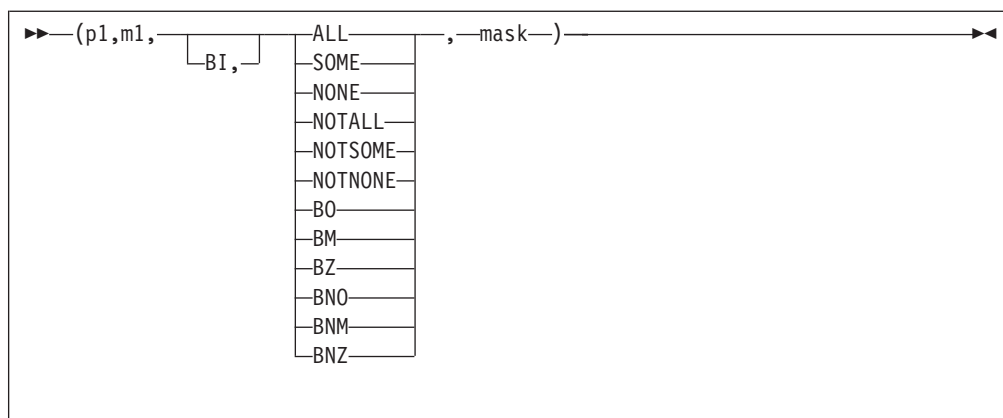 (p1,m1, ALL , mask )
BI, SOME
NONE
NOTALL
NOTSOME
NOTNONE
BO
BM
BZ
BNO
BNM
BNZ